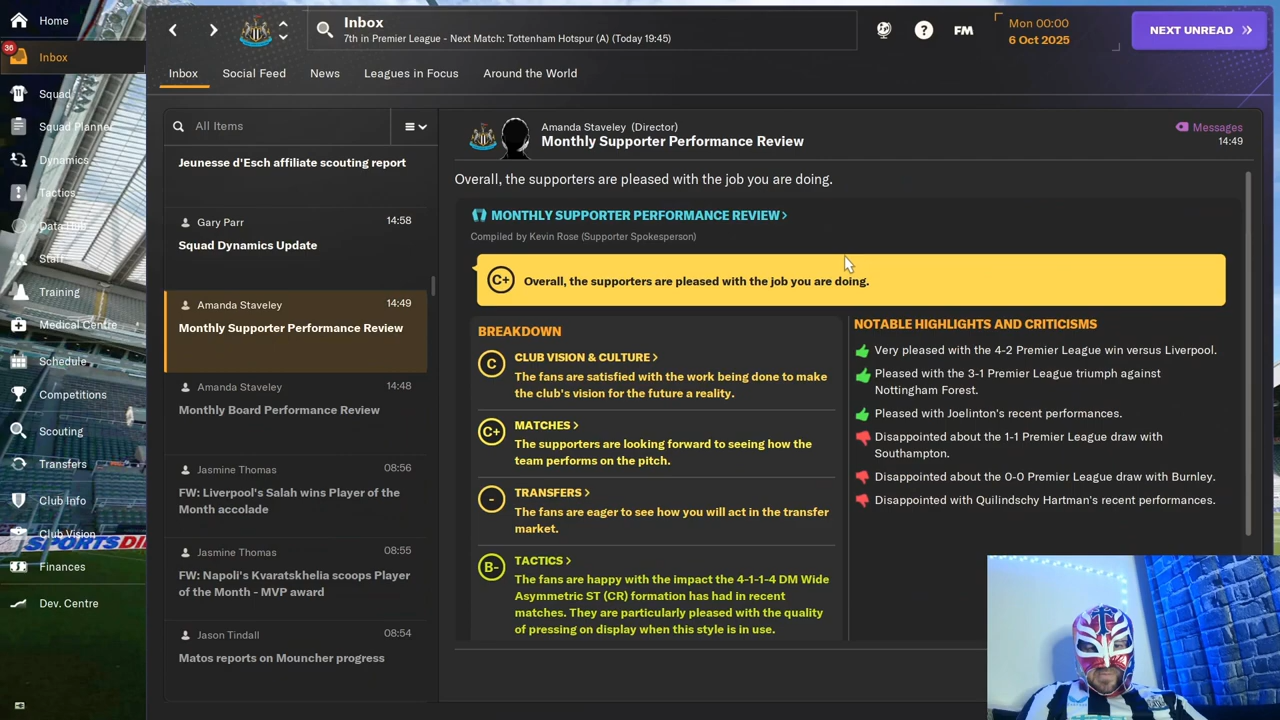 Home
36
Inbox
Squad
Squad Planner
Dynamics
Tactics
Data Hub
Staff
Training
Medical Centre
Schedule
Competitions
Scouting
Transfers
Club Info
Club Vision
SPORTS DI
Finances
Dev. Centre
Inbox
7th in Premier League - Next Match: Tottenham Hotspur (A) (Today 19:45)
?
FM
Mon 00:00
6 Oct 2025
NEXT UNREAD
Inbox
Social Feed
News
Leagues in Focus
Around the World
All Items
Jeunesse d'Esch affiliate scouting report
Gary Parr
14:58
Squad Dynamics Update
Amanda Staveley
14:49
Monthly Supporter Performance Review
Amanda Staveley
14:48
Monthly Board Performance Review
Jasmine Thomas
08:56
FW: Liverpool's Salah wins Player of the
Month accolade
Jasmine Thomas
08:55
FW: Napoli's Kvaratskhelia scoops Player
of the Month - MVP award
Jason Tindall
08:54
Matos reports on Mouncher progress
Amanda Staveley (Director)
Monthly Supporter Performance Review
Messages
14:49
Overall, the supporters are pleased with the job you are doing.
MONTHLY SUPPORTER PERFORMANCE REVIEW >
Compiled by Kevin Rose (Supporter Spokesperson)
C+
Overall, the supporters are pleased with the job you are doing.
BREAKDOWN
C
CLUB VISION & CULTURE >
The fans are satisfied with the work being done to make
the club's vision for the future a reality.
C+
MATCHES >
The supporters are looking forward to seeing how the
team performs on the pitch.
-
TRANSFERS >
The fans are eager to see how you will act in the transfer
market.
B-
TACTICS >
The fans are happy with the impact the 4-1-1-4 DM Wide
Asymmetric ST (CR) formation has had in recent
matches. They are particularly pleased with the quality
of pressing on display when this style is in use.
NOTABLE HIGHLIGHTS AND CRITICISMS
Very pleased with the 4-2 Premier League win versus Liverpool.
Pleased with the 3-1 Premier League triumph against
Nottingham Forest.
Pleased with Joelinton's recent performances.
Disappointed about the 1-1 Premier League draw with
Southampton.
Disappointed about the 0-0 Premier League draw with Burnley.
Disappointed with Quilindschy Hartman's recent performances.